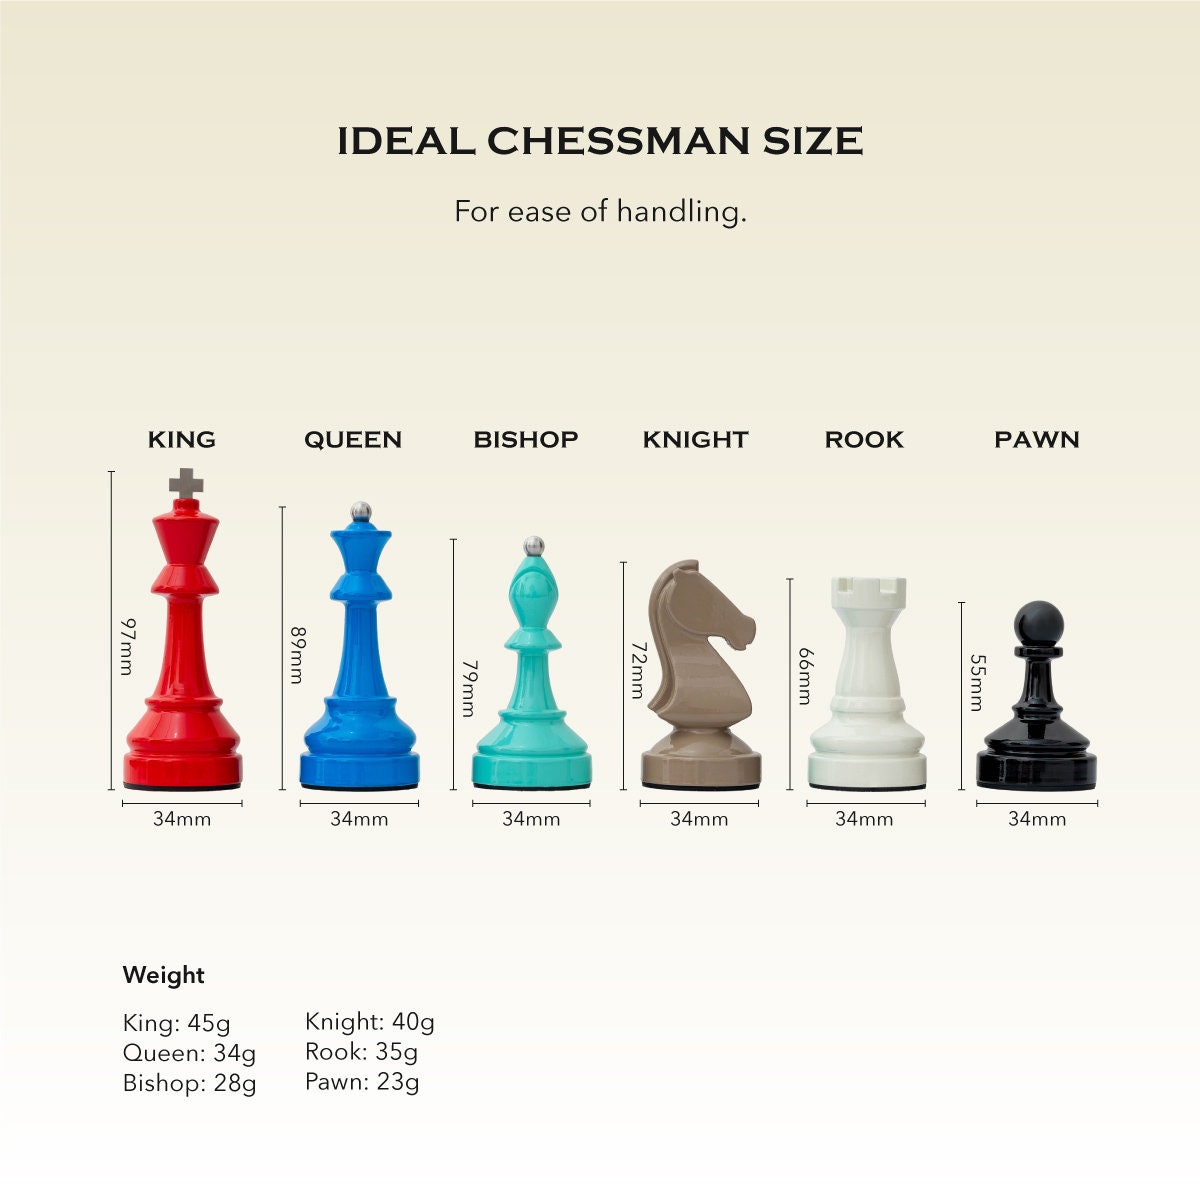 IDEAL CHESSMAN SIZE
For ease of handling.
KING
QUEEN
BISHOP
KNIGHT
ROOK
PAWN
97mm
89mm
79mm
72mm
66mm
55mm
34mm
34mm
34mm
34mm
34mm
34mm
Weight
King: 45g
Queen: 34g
Bishop: 28g
Knight: 40g
Rook: 35g
Pawn: 23g